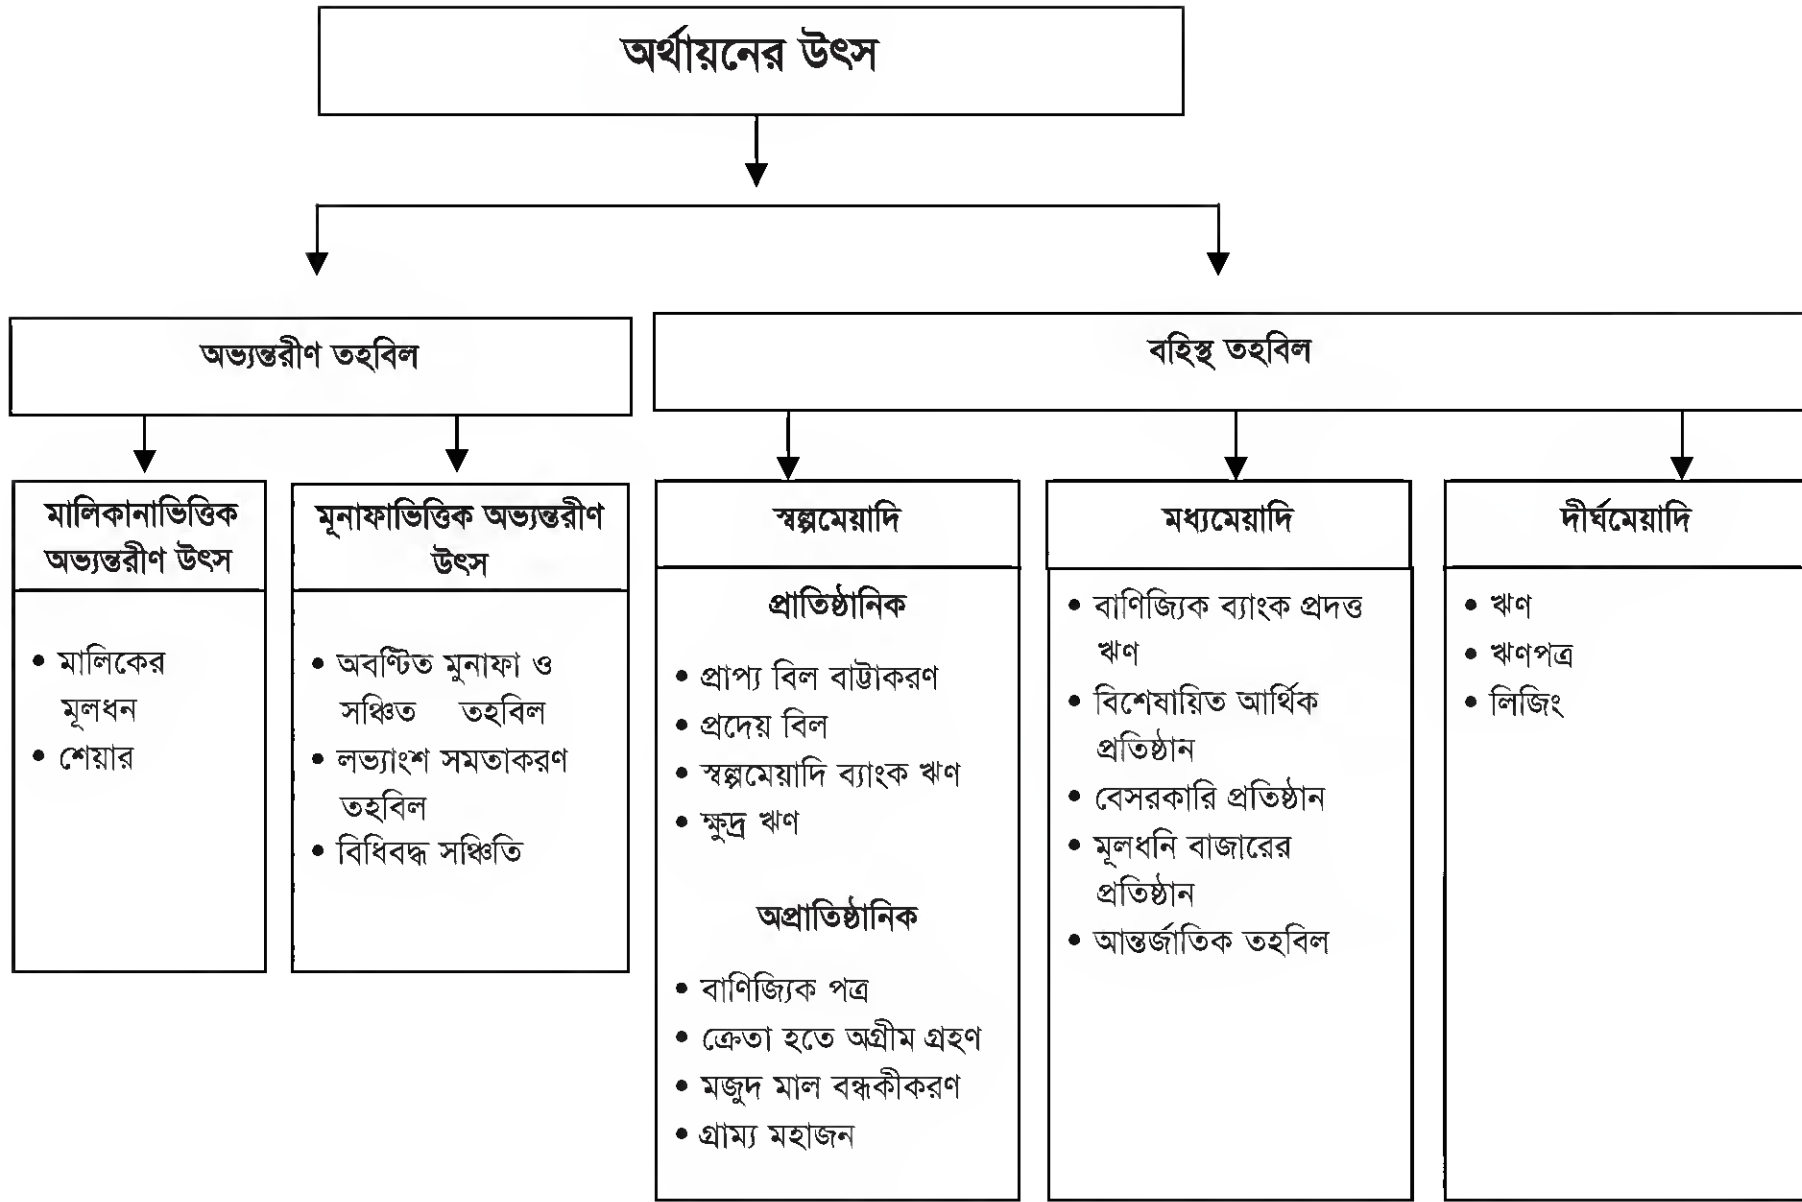 অর্থায়নের উৎস
অভ্যন্তরীণ তহবিল
বহিস্থ তহবিল
মালিকানাভিত্তিক
অভ্যন্তরীণ উৎস
মূনাফাভিত্তিক অভ্যন্তরীণ
উৎস
স্বল্পমেয়াদি
মধ্যমেয়াদি
দীর্ঘমেয়াদি
• মালিকের
মূলধন
• শেয়ার
• অবণ্টিত মুনাফা ও
সঞ্চিত তহবিল
• লভ্যাংশ সমতাকরণ
তহবিল
• বিধিবদ্ধ সঞ্চিতি
প্রাতিষ্ঠানিক
• প্রাপ্য বিল বাট্টাকরণ
• প্রদেয় বিল
• স্বল্পমেয়াদি ব্যাংক ঋণ
• ক্ষুদ্র ঋণ
অপ্রাতিষ্ঠানিক
• বাণিজ্যিক পত্র
• ক্রেতা হতে অগ্রীম গ্রহণ
• মজুদ মাল বন্ধকীকরণ
• গ্রাম্য মহাজন
• বাণিজ্যিক ব্যাংক প্রদত্ত
ঋণ
• বিশেষায়িত আর্থিক
প্রতিষ্ঠান
• বেসরকারি প্রতিষ্ঠান
• মূলধনি বাজারের
প্রতিষ্ঠান
• আন্তর্জাতিক তহবিল
• ঋণ
• ঋণপত্র
• লিজিং